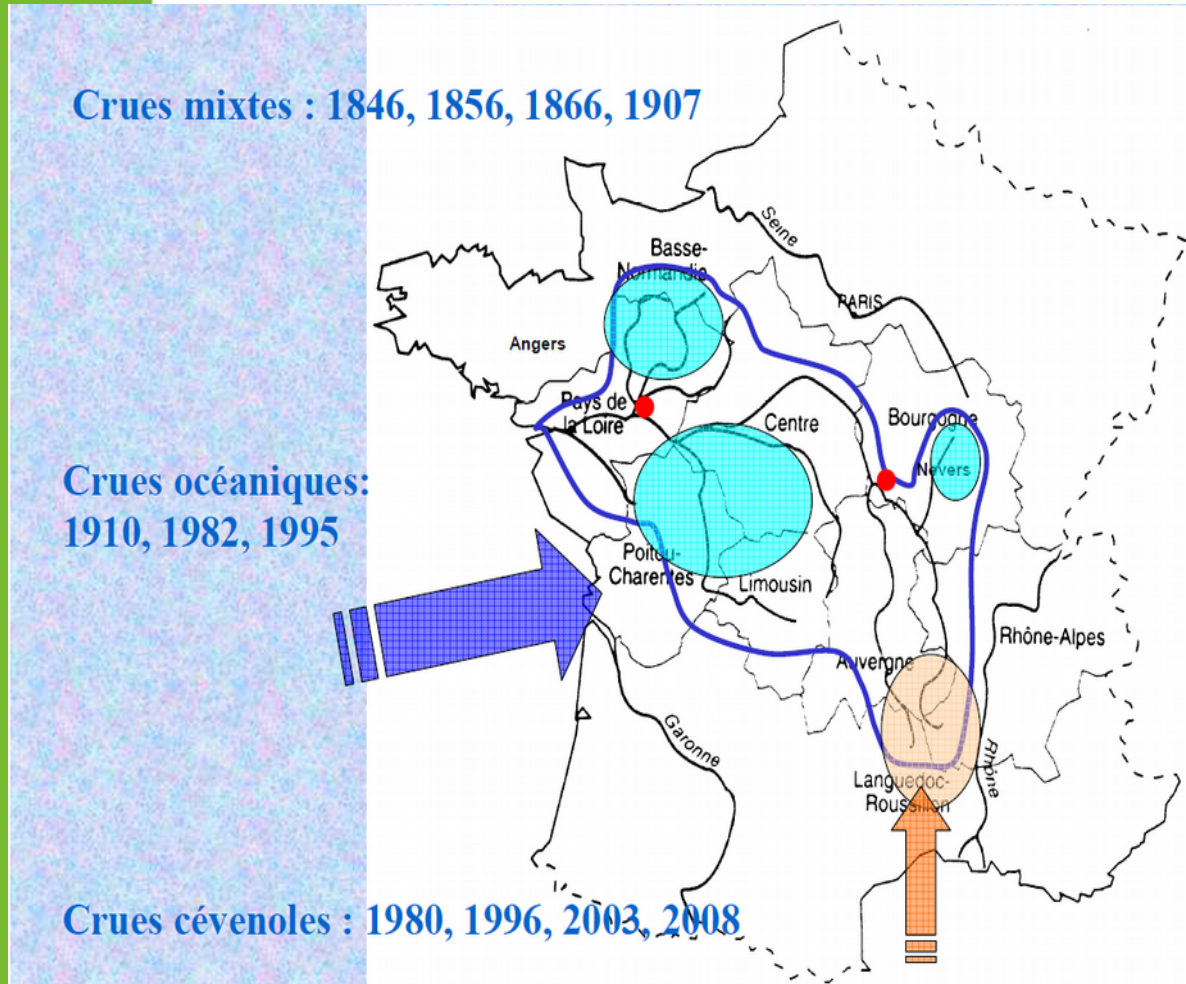 Crues mixtes : 1846, 1856, 1866, 1907
Seine
Basse-
Normandie
PARIS
Angers
Pays de
la Loire
Centre
Bourgogne
Nevers
Crues océaniques:
1910, 1982, 1995
Poitou-
Charentes
Limousin
Rhône-Alpes
Auvergne
Garonne
Rhône
Languedoc-
Roussillon
Crues cévenoles : 1980, 1996, 2003, 2008